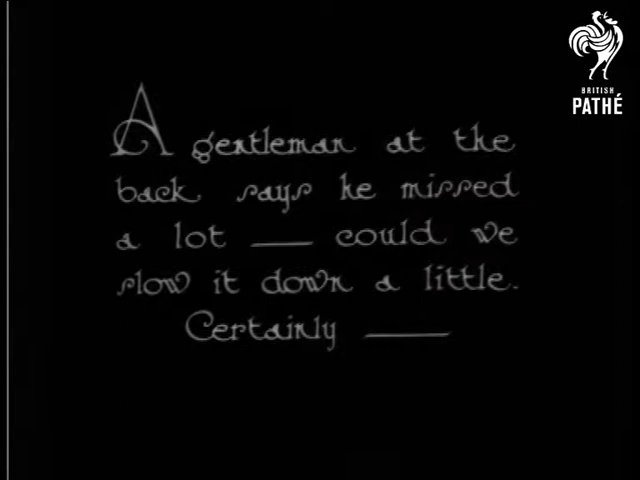 BRITISH
PATHÉ
A gentleman at the
back says he missed
a lot — could we
slow it down a little.
Certainly —